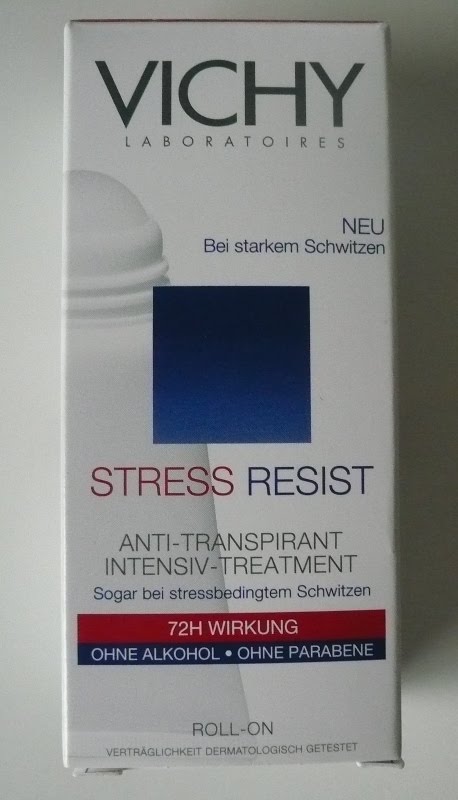 VICHY
LABORATOIRES
NEU
Bei starkem Schwitzen
STRESS RESIST
ANTI-TRANSPIRANT
INTENSIV-TREATMENT
Sogar bei stressbedingtem Schwitzen
72H WIRKUNG
OHNE ALKOHOL • OHNE PARABENE
ROLL-ON
VERTRÄGLICHKEIT DERMATOLOGISCH GETESTET